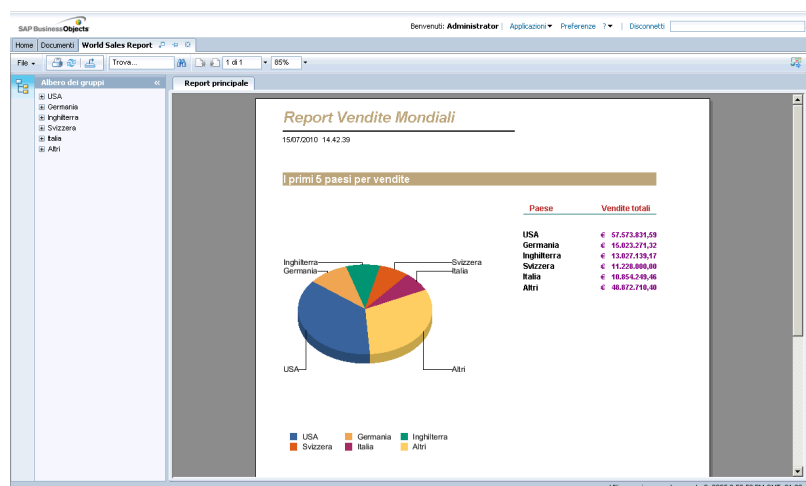 SAP BusinessObjects
Benvenuti: Administrator | Applicazioni Preferenze ? | Disconnetti
Home Documenti World Sales Report
File Trova... 1 di 1 85%
Albero dei gruppi «
Report principale
USA
Germania
Inghilterra
Svizzera
Italia
Altri
Report Vendite Mondiali
15/07/2010 14.42.39
I primi 5 paesi per vendite
Paese Vendite totali
USA € 57.573.831,59
Germania € 15.023.271,32
Inghilterra € 13.027.139,17
Svizzera € 11.228.000,00
Italia € 10.854.249,46
Altri € 48.872.710,40
Inghilterra Svizzera
Germania Italia
USA Altri
USA Germania Inghilterra
Svizzera Italia Altri